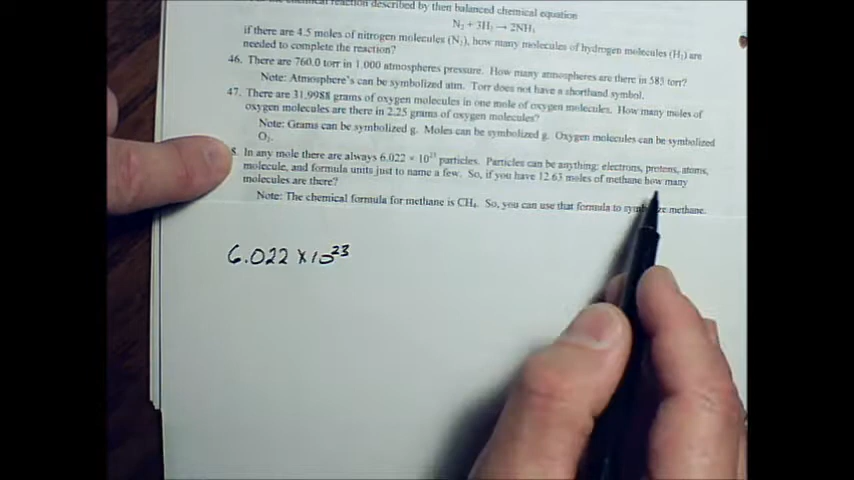 the chemical reaction described by then balanced chemical equation
N₂ + 3H₂ → 2NH₃
if there are 4.5 moles of nitrogen molecules (N₂), how many molecules of hydrogen molecules (H₂) are
needed to complete the reaction?
46. There are 760.0 torr in 1.000 atmospheres pressure. How many atmospheres are there in 585 torr?
Note: Atmosphere's can be symbolized atm. Torr does not have a shorthand symbol.
47. There are 31.9988 grams of oxygen molecules in one mole of oxygen molecules. How many moles of
oxygen molecules are there in 2.25 grams of oxygen molecules?
Note: Grams can be symbolized g. Moles can be symbolized g. Oxygen molecules can be symbolized
O₂.
8. In any mole there are always 6.022 × 10²³ particles. Particles can be anything: electrons, protons, atoms,
molecule, and formula units just to name a few. So, if you have 12.63 moles of methane how many
molecules are there?
Note: The chemical formula for methane is CH₄. So, you can use that formula to methane.
6.022 x 10²³